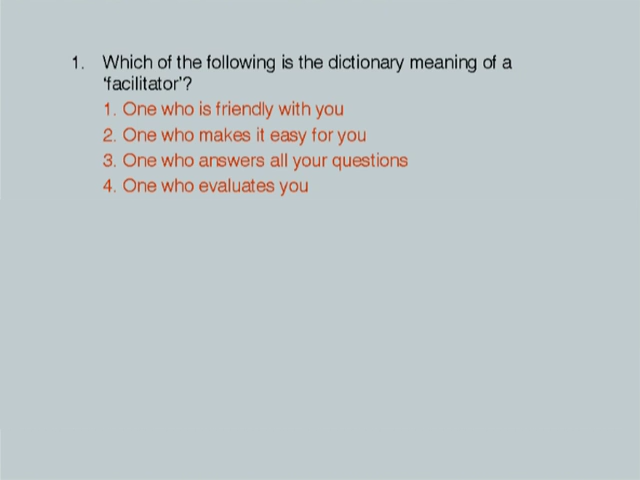 1. Which of the following is the dictionary meaning of a
‘facilitator’?
1. One who is friendly with you
2. One who makes it easy for you
3. One who answers all your questions
4. One who evaluates you